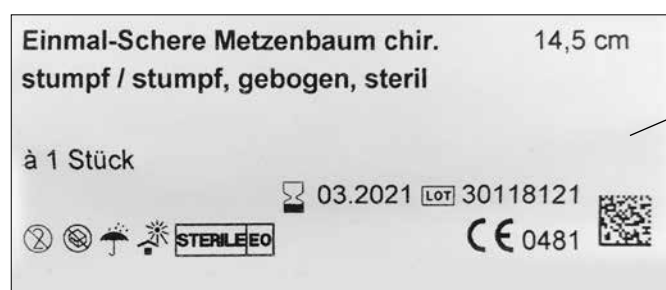 Einmal-Schere Metzenbaum chir. 14,5 cm
stumpf / stumpf, gebogen, steril
à 1 Stück
03.2021 LOT 30118121
2 STERILE EO CE 0481